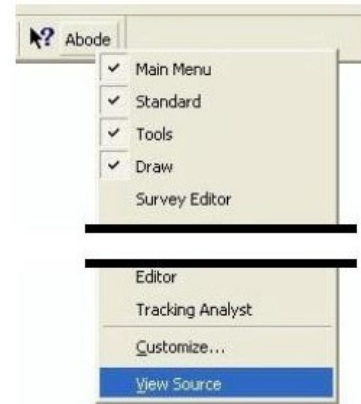 Abode
Main Menu
Standard
Tools
Draw
Survey Editor
Editor
Tracking Analyst
Customize...
View Source